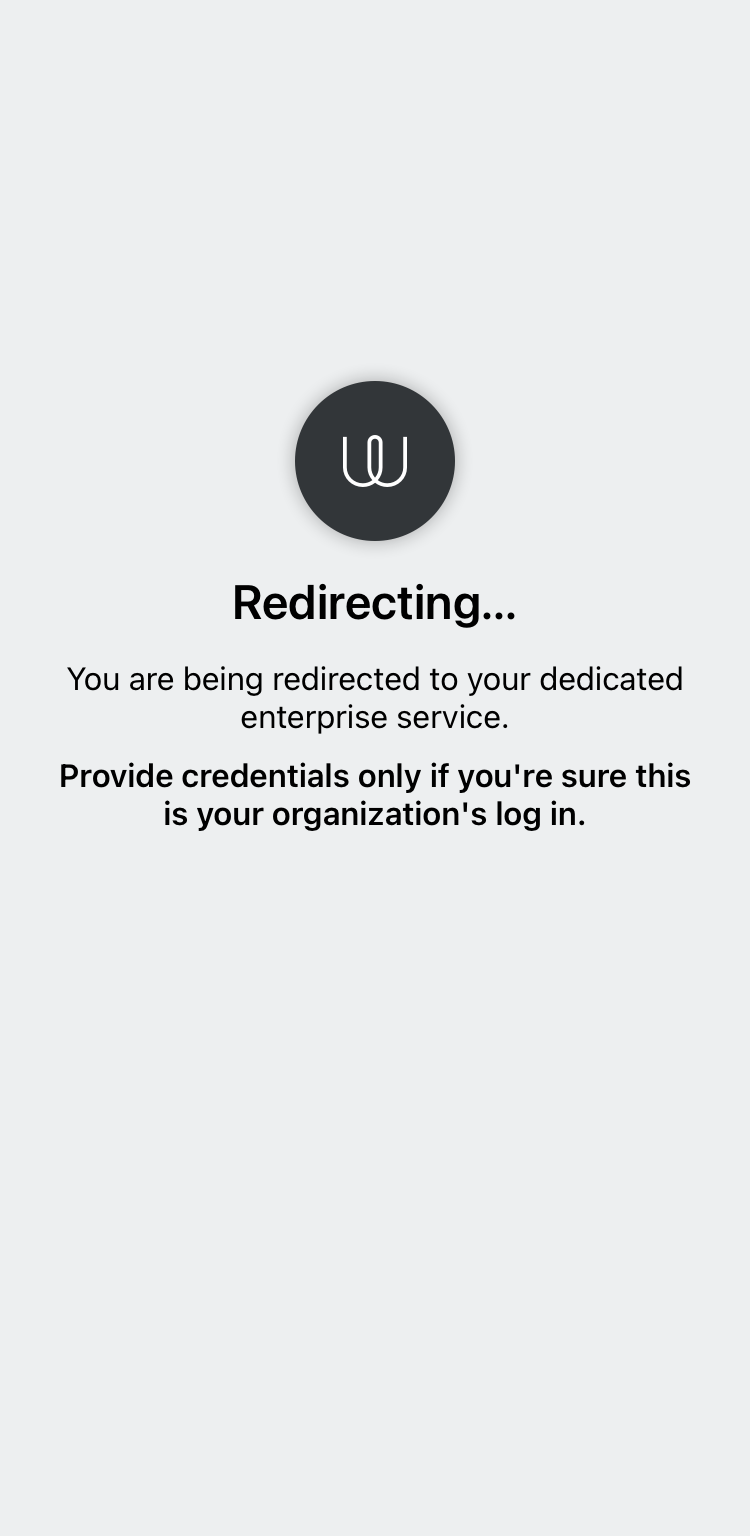 Redirecting...
You are being redirected to your dedicated
enterprise service.
Provide credentials only if you're sure this
is your organization's log in.